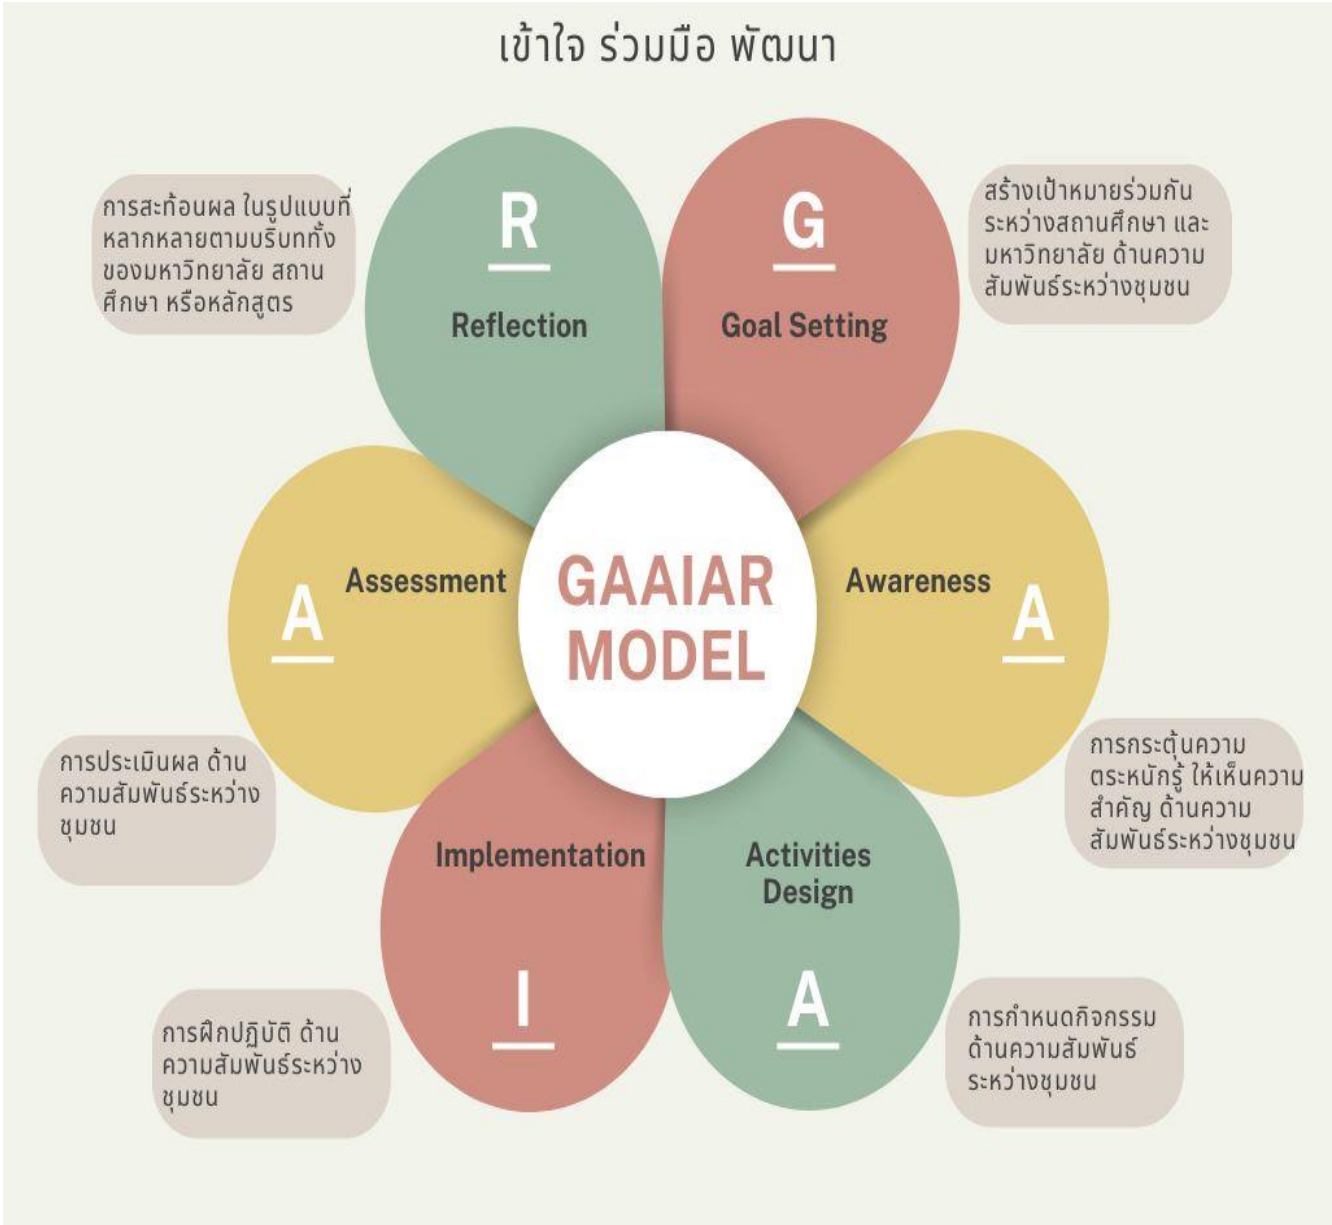 เข้าใจ ร่วมมือ พัฒนา
R
Reflection
การสะท้อนผล ในรูปแบบที่
หลากหลายตามบริบททั้ง
ของมหาวิทยาลัย สถาน
ศึกษา หรือหลักสูตร
G
Goal Setting
สร้างเป้าหมายร่วมกัน
ระหว่างสถานศึกษา และ
มหาวิทยาลัย ด้านความ
สัมพันธ์ระหว่างชุมชน
A
Assessment
การประเมินผล ด้าน
ความสัมพันธ์ระหว่าง
ชุมชน
GAAIAR
MODEL
Awareness
A
การกระตุ้นความ
ตระหนักรู้ ให้เห็นความ
สำคัญ ด้านความ
สัมพันธ์ระหว่างชุมชน
Implementation
I
การฝึกปฏิบัติ ด้าน
ความสัมพันธ์ระหว่าง
ชุมชน
Activities
Design
A
การกำหนดกิจกรรม
ด้านความสัมพันธ์
ระหว่างชุมชน